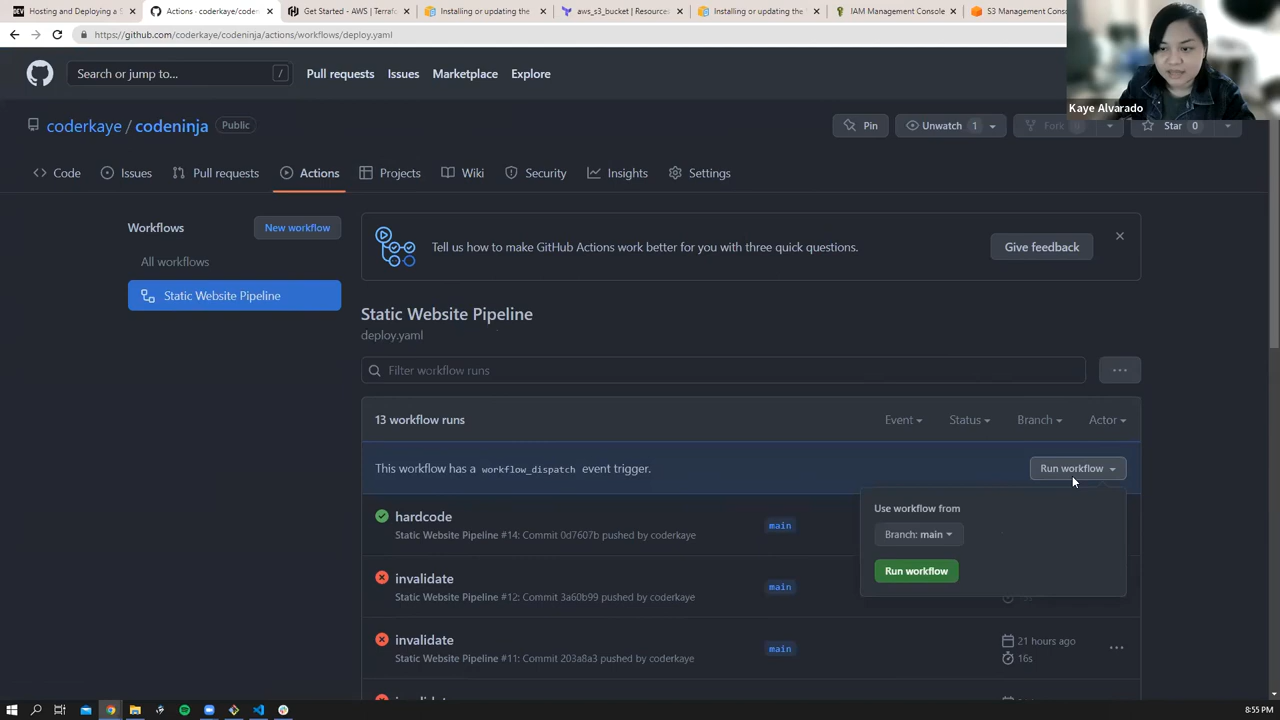 Hosting and Deploying a S
Actions · coderkaye/coden
Get Started - AWS | Terrafo
Installing or updating the
aws_s3_bucket | Resources
Installing or updating the
IAM Management Console
S3 Management Cons
https://github.com/coderkaye/codeninja/actions/workflows/deploy.yaml
Kaye Alvarado
Search or jump to...
/
Pull requests
Issues
Marketplace
Explore
coderkaye / codeninja
Public
Pin
Unwatch 1
Fork
Star 0
Code
Issues
Pull requests
Actions
Projects
Wiki
Security
Insights
Settings
Workflows
New workflow
All workflows
Static Website Pipeline
Tell us how to make GitHub Actions work better for you with three quick questions.
Give feedback
Static Website Pipeline
deploy.yaml
Filter workflow runs
13 workflow runs
Event
Status
Branch
Actor
This workflow has a workflow_dispatch event trigger.
Run workflow
Use workflow from
Branch: main
Run workflow
hardcode
Static Website Pipeline #14: Commit 0d7607b pushed by coderkaye
main
invalidate
Static Website Pipeline #12: Commit 3a60b99 pushed by coderkaye
main
invalidate
Static Website Pipeline #11: Commit 203a8a3 pushed by coderkaye
main
21 hours ago
16s
8:55 PM